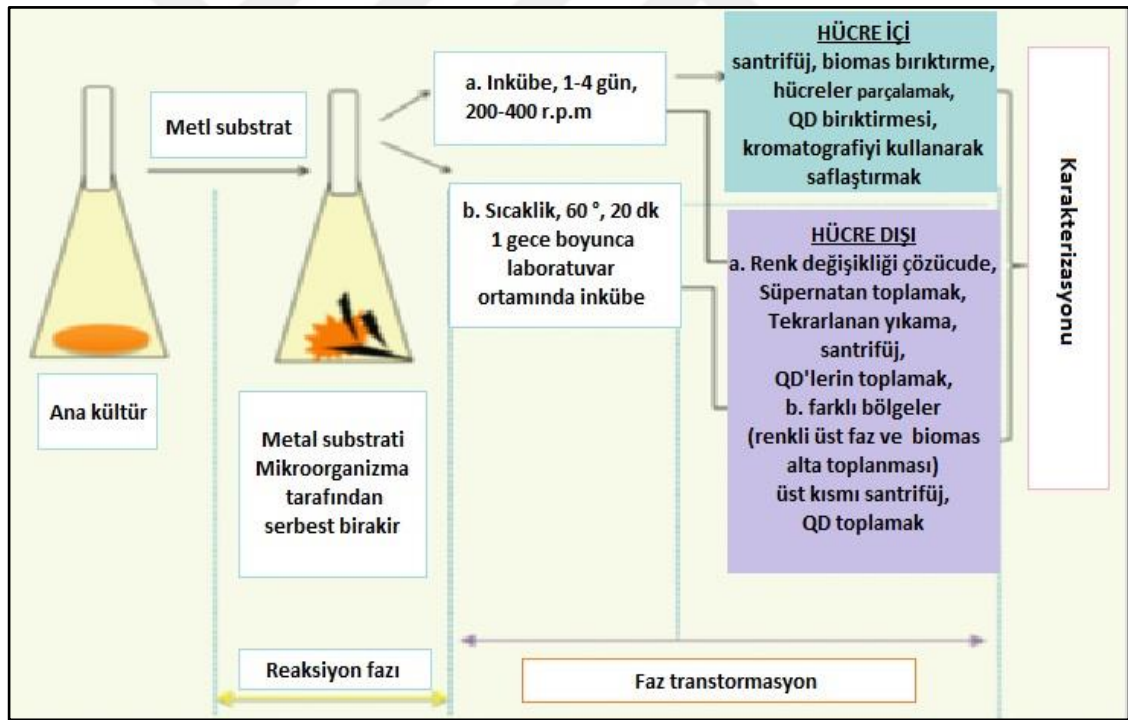 Ana kültür
Metl substrat
Metal substrati
Mikroorganizma
tarafından
serbest birakir
a. Inkübe, 1-4 gün,
200-400 r.p.m
b. Sıcaklik, 60 °, 20 dk
1 gece boyunca
laboratuvar
ortamında inkübe
HÜCRE İÇİ
santrifüj, biomas bırıktırme,
hücreler parçalamak,
QD birıktirmesi,
kromatografiyi kullanarak
saflaştırmak
HÜCRE DIŞI
a. Renk değişikliği çözücude,
Süpernatan toplamak,
Tekrarlanan yıkama,
santrifüj,
QD'lerin toplamak,
b. farklı bölgeler
(renkli üst faz ve biomas
alta toplanması)
üst kısmı santrifüj,
QD toplamak
Karakterizasyonu
Reaksiyon fazı
Faz transtormasyon